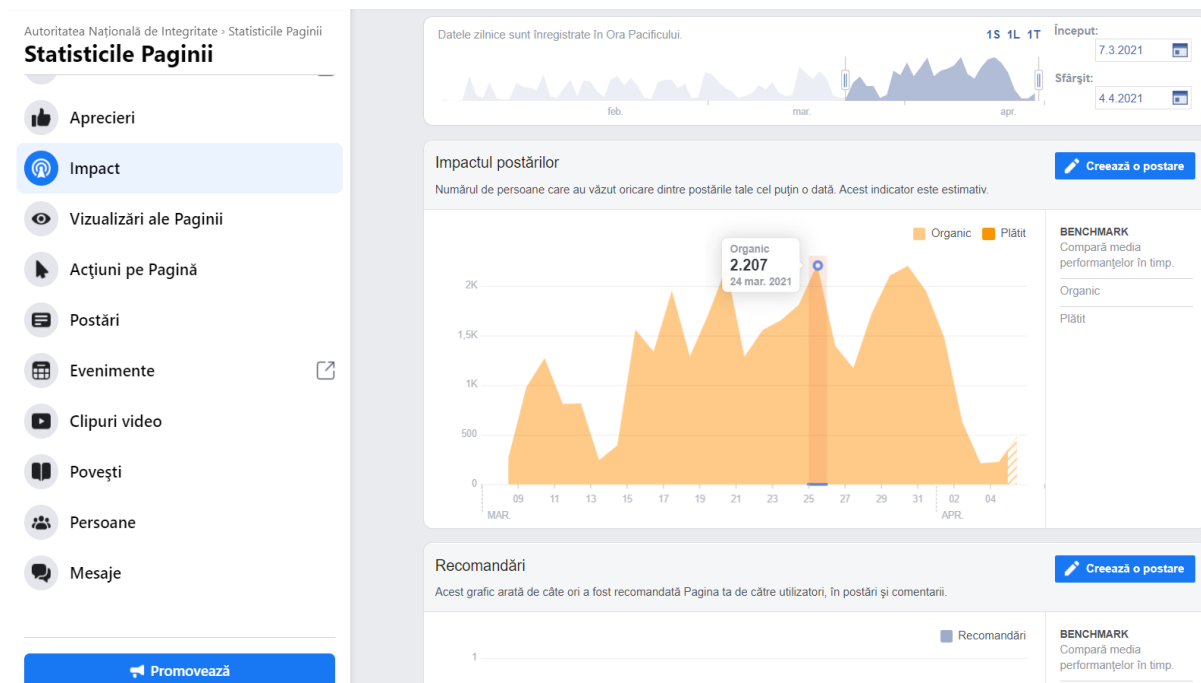 Autoritatea Națională de Integritate › Statisticile Paginii
Statisticile Paginii
Aprecieri
Impact
Vizualizări ale Paginii
Acțiuni pe Pagină
Postări
Evenimente
Clipuri video
Povești
Persoane
Mesaje
Promovează
Datele zilnice sunt înregistrate în Ora Pacificului.
1S 1L 1T
Început:
7.3.2021
Sfârșit:
4.4.2021
feb.
mar.
apr.
Impactul postărilor
Creează o postare
Numărul de persoane care au văzut oricare dintre postările tale cel puțin o dată. Acest indicator este estimativ.
Organic
Plătit
Organic
2.207
24 mar. 2021
2K
1,5K
1K
500
0
09 11 13 15 17 19 21 23 25 27 29 31 02 04
MAR.
APR.
BENCHMARK
Compară media
performanțelor în timp.
Organic
Plătit
Recomandări
Creează o postare
Acest grafic arată de câte ori a fost recomandată Pagina ta de către utilizatori, în postări și comentarii.
Recomandări
1
BENCHMARK
Compară media
performanțelor în timp.